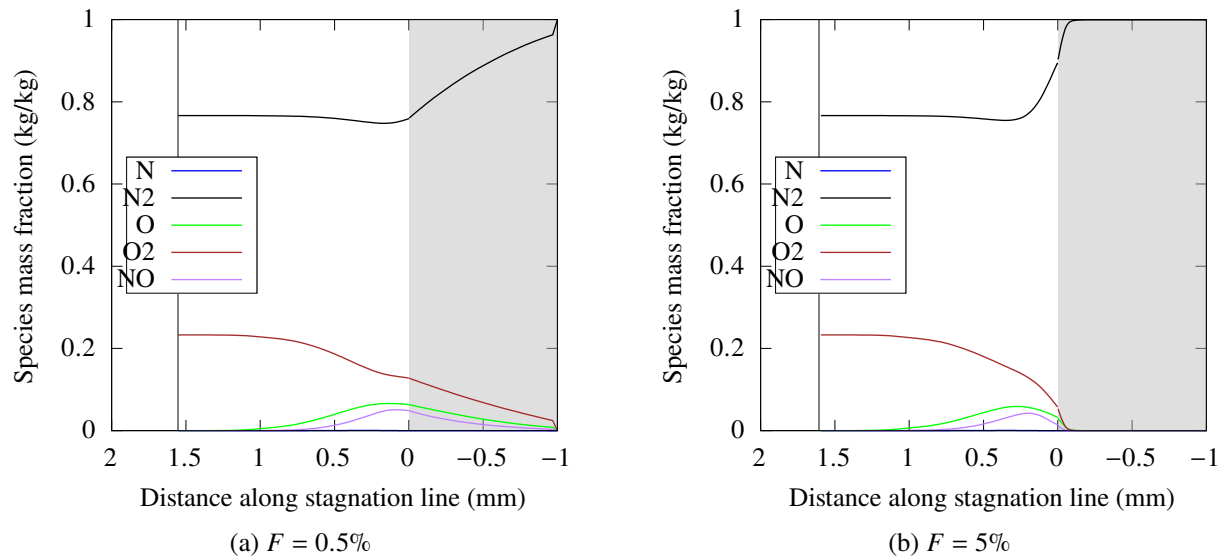 Species mass fraction (kg/kg)
1
0.8
0.6
0.4
0.2
0
N
N2
O
O2
NO
2 1.5 1 0.5 0 −0.5 −1
Distance along stagnation line (mm)
(a) F = 0.5%
Species mass fraction (kg/kg)
1
0.8
0.6
0.4
0.2
0
N
N2
O
O2
NO
2 1.5 1 0.5 0 −0.5 −1
Distance along stagnation line (mm)
(b) F = 5%